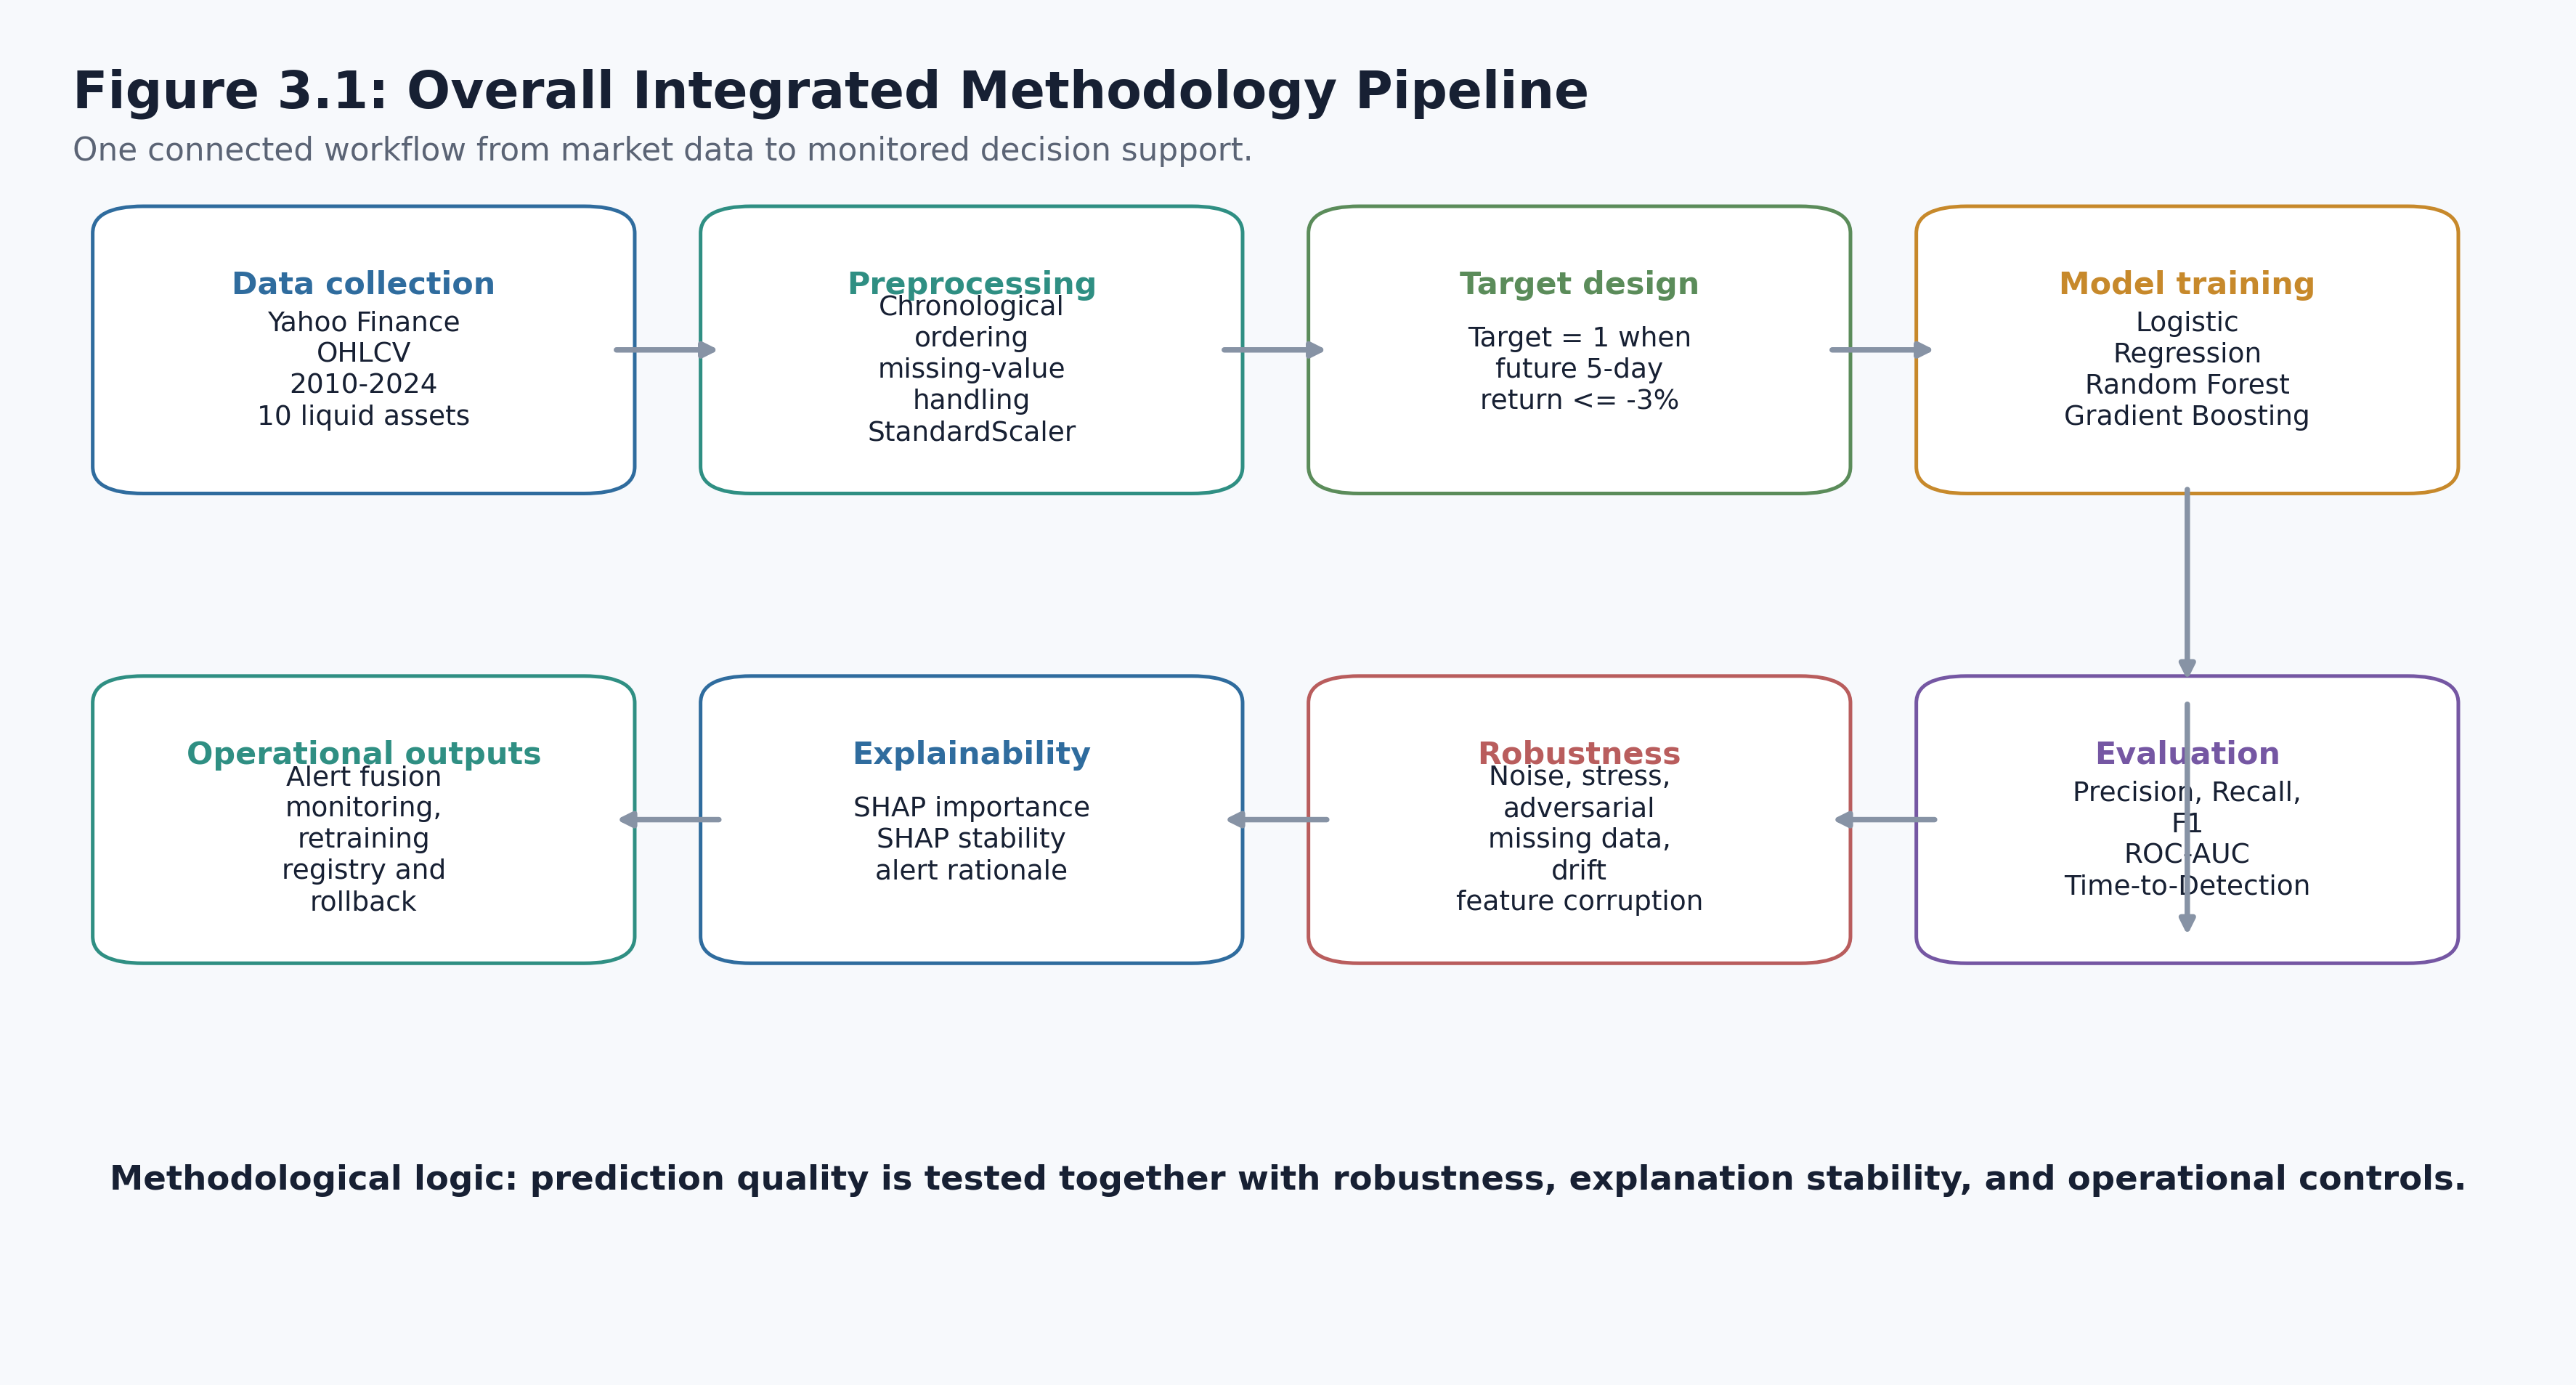 Figure 3.1: Overall Integrated Methodology Pipeline
One connected workflow from market data to monitored decision support.
Data collection
Yahoo Finance
OHLCV
2010-2024
10 liquid assets
Preprocessing
Chronological
ordering
missing-value
handling
StandardScaler
Target design
Target = 1 when
future 5-day
return <= -3%
Model training
Logistic
Regression
Random Forest
Gradient Boosting
Operational outputs
Alert fusion
monitoring,
retraining
registry and
rollback
Explainability
SHAP importance
SHAP stability
alert rationale
Robustness
Noise, stress,
adversarial
missing data,
drift
feature corruption
Evaluation
Precision, Recall,
F1
ROC-AUC
Time-to-Detection
Methodological logic: prediction quality is tested together with robustness, explanation stability, and operational controls.